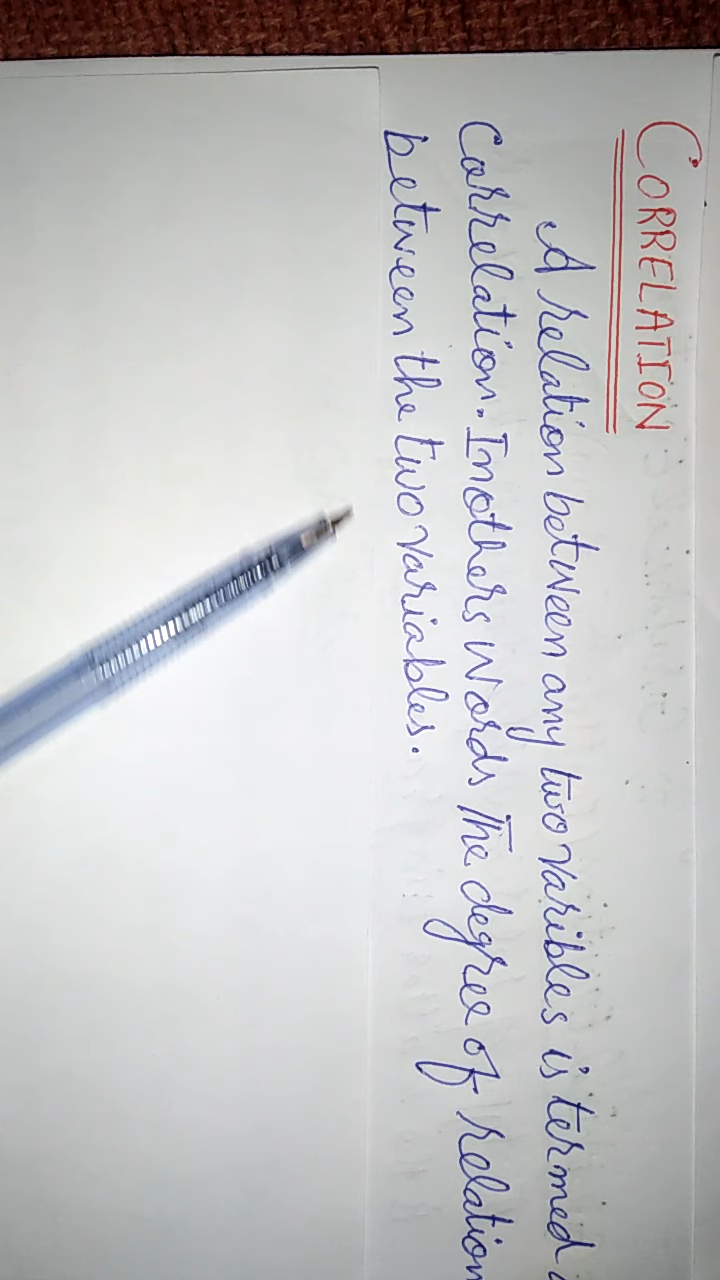 CORRELATION
A relation between any two varibles is termed
Correlation. In others words The degree of relation
between the two variables.